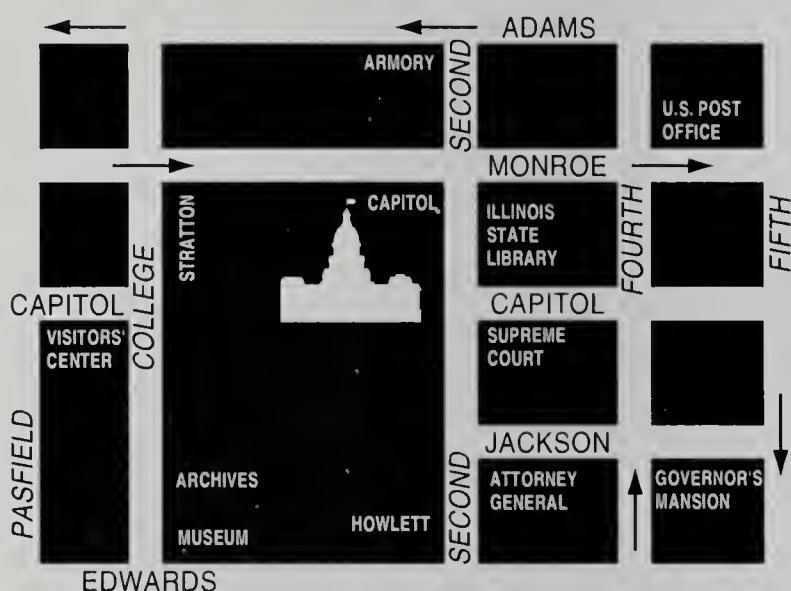 ADAMS
ARMORY
SECOND
U.S. POST
OFFICE
MONROE
STRATTON
CAPITOL
ILLINOIS
STATE
LIBRARY
FOURTH
FIFTH
CAPITOL
COLLEGE
CAPITOL
VISITORS'
CENTER
SUPREME
COURT
PASFIELD
JACKSON
ARCHIVES
SECOND
ATTORNEY
GENERAL
GOVERNOR'S
MANSION
MUSEUM
HOWLETT
EDWARDS